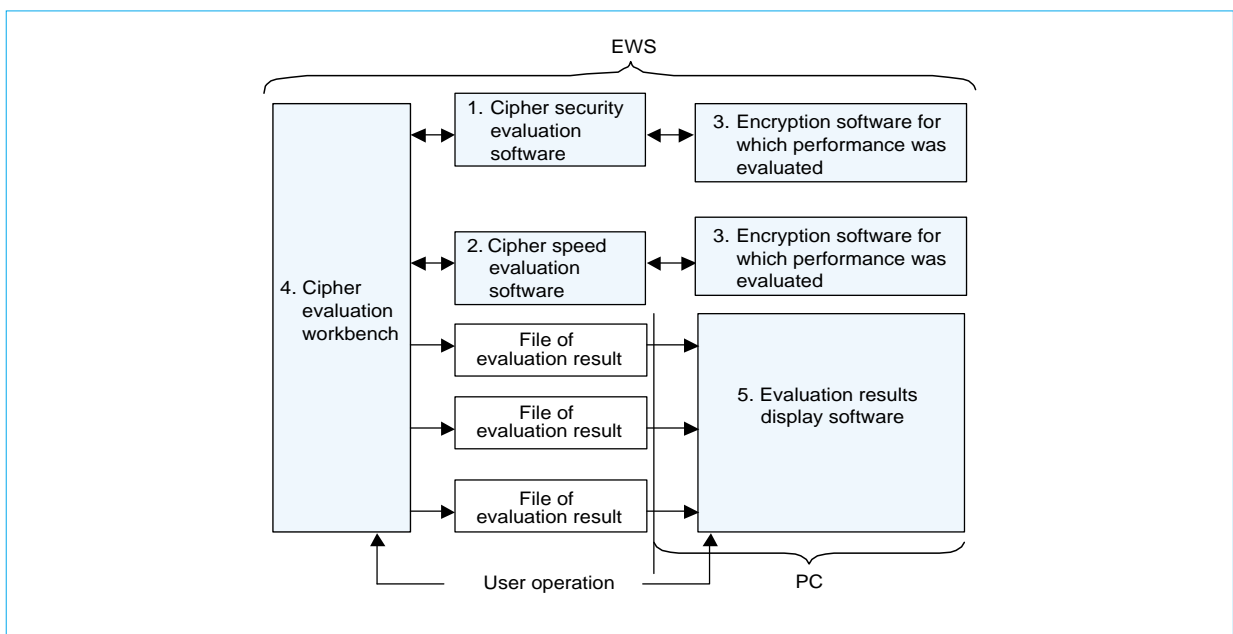 EWS
1. Cipher security
evaluation
software
3. Encryption software for
which performance was
evaluated
2. Cipher speed
evaluation
software
3. Encryption software for
which performance was
evaluated
4. Cipher
evaluation
workbench
File of
evaluation result
File of
evaluation result
File of
evaluation result
5. Evaluation results
display software
User operation
PC